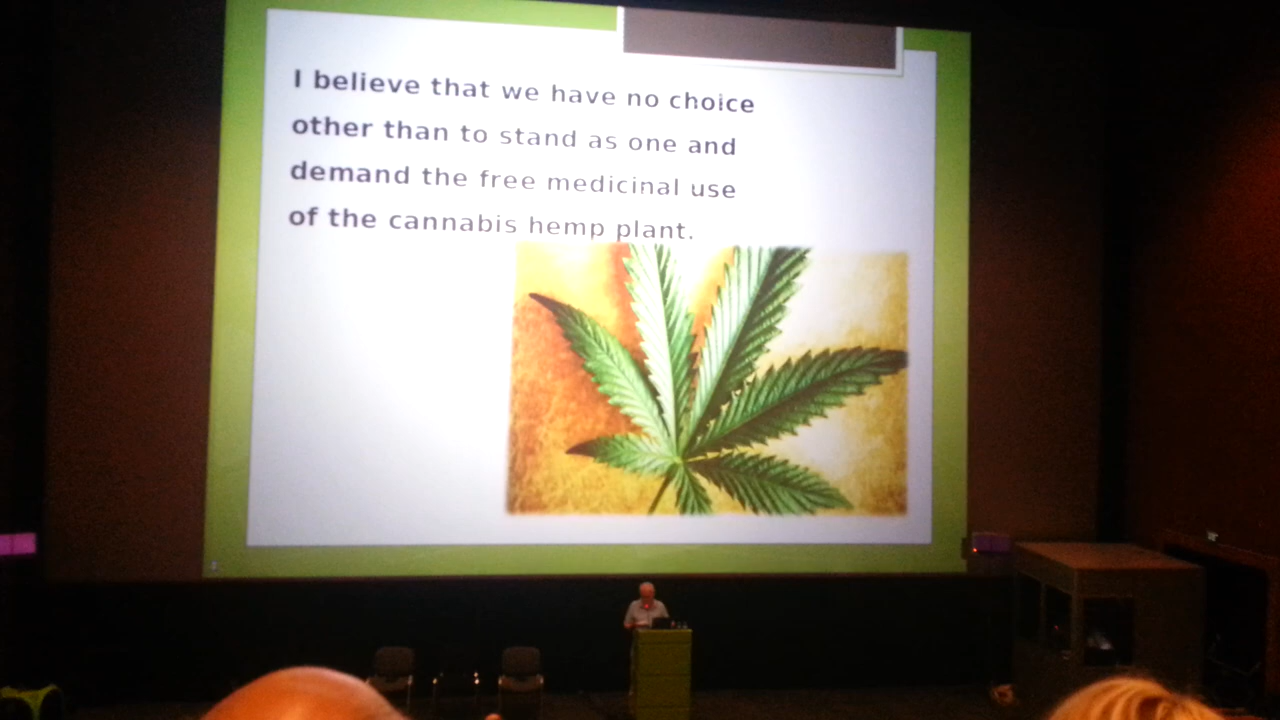 I believe that we have no choice
other than to stand as one and
demand the free medicinal use
of the cannabis hemp plant.